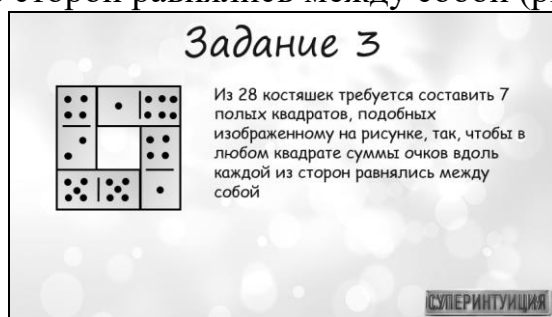 сторон равнялись между собой
Задание 3
Из 28 костяшек требуется составить 7
полых квадратов, подобных
изображенному на рисунке, так, чтобы в
любом квадрате суммы очков вдоль
каждой из сторон равнялись между
собой
СУПЕРИНТУИЦИЯ